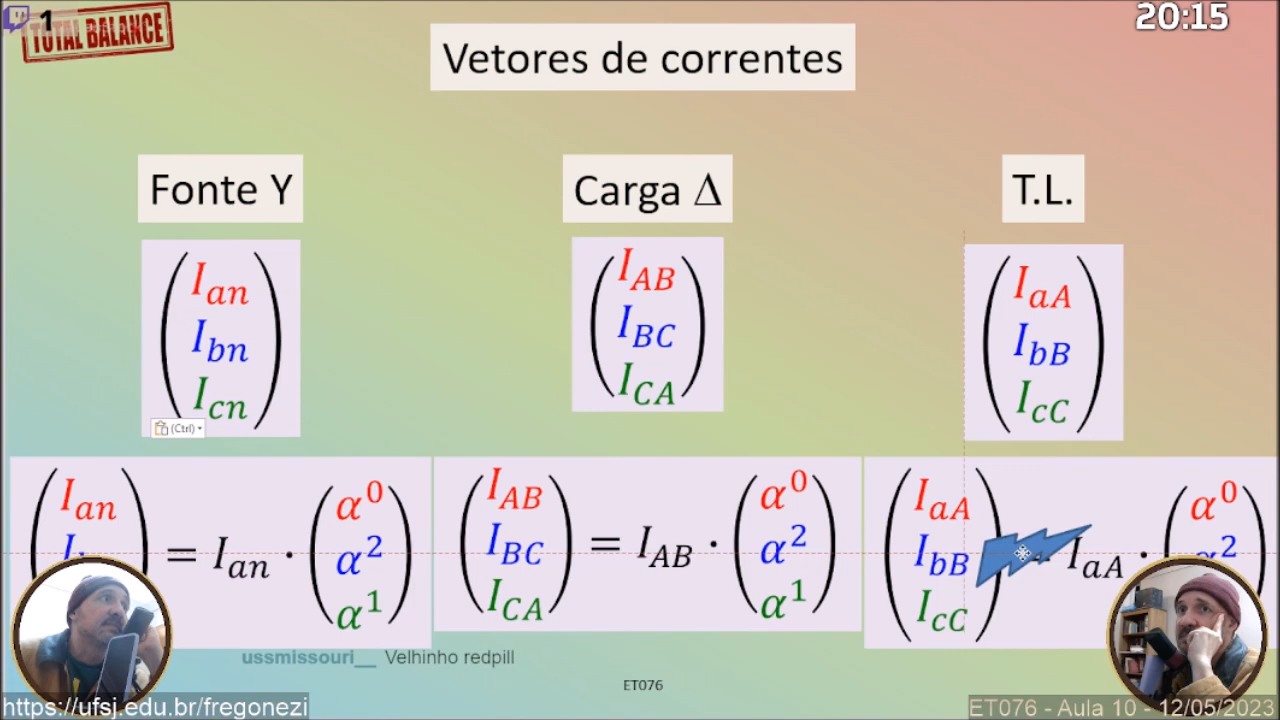 1
TOTAL BALANCE
20:15
Vetores de correntes
Fonte Y
Carga Δ
T.L.
I_an
I_bn
I_cn
(Ctrl)
I_AB
I_BC
I_CA
I_aA
I_bB
I_cC
I_an
= I_an · α^0
α^2
α^1
I_AB
I_BC = I_AB · α^0
I_CA
α^2
α^1
I_aA
I_bB
I_cC
I_aA · α^0
α^2
ussmissouri__ Velhinho redpill
ET076
https://ufsj.edu.br/fregonezi
ET076 - Aula 10 - 12/05/2023